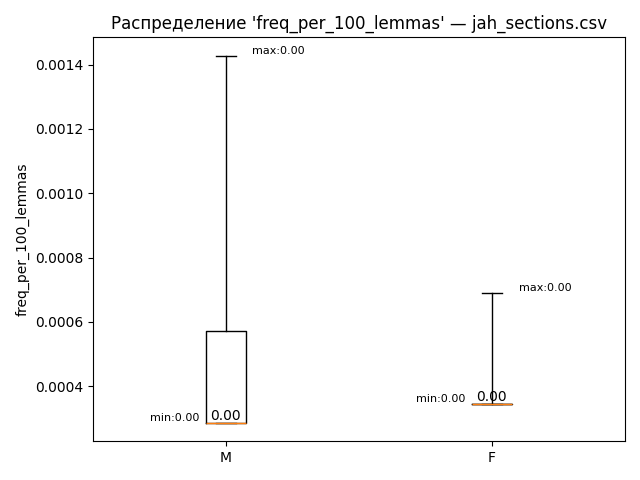 Распределение 'freq_per_100_lemmas' — jah_sections.csv
freq_per_100_lemmas
0.0014
0.0012
0.0010
0.0008
0.0006
0.0004
max:0.00
min:0.00
0.00
max:0.00
min:0.00
0.00
M
F